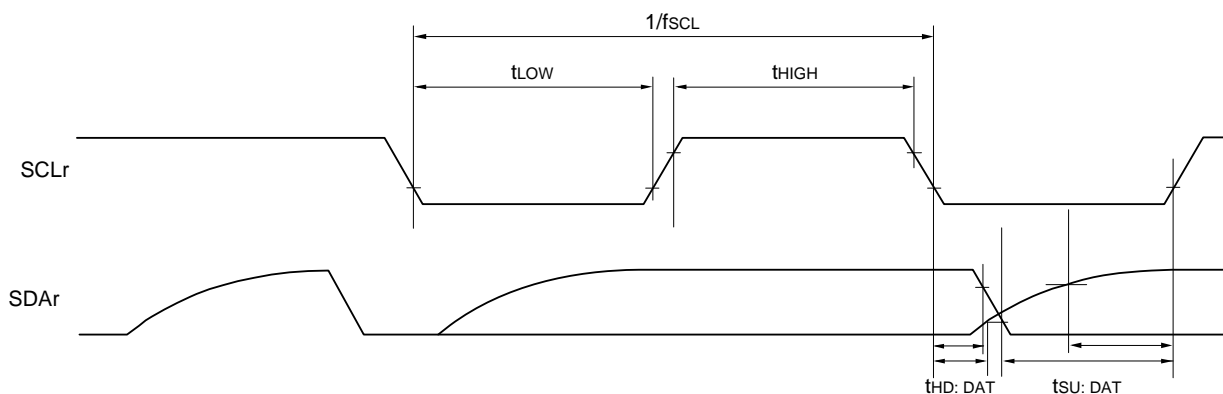 1/fSCL
tLOW
tHIGH
SCLr
SDAr
tHD: DAT
tSU: DAT